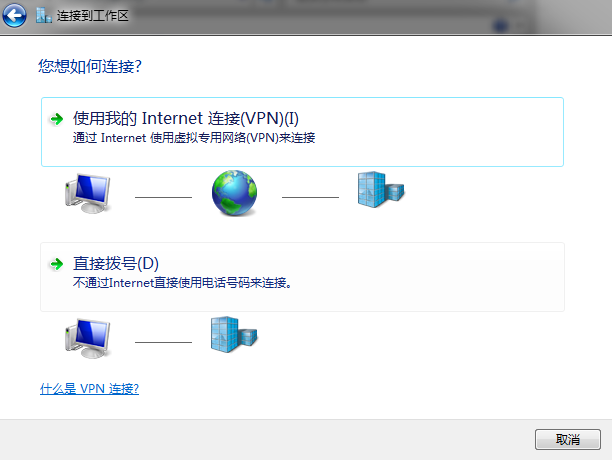 连接到工作区
您想如何连接?
使用我的 Internet 连接(VPN)(I)
通过 Internet 使用虚拟专用网络(VPN)来连接
直接拨号(D)
不通过Internet直接使用电话号码来连接。
什么是 VPN 连接?
取消